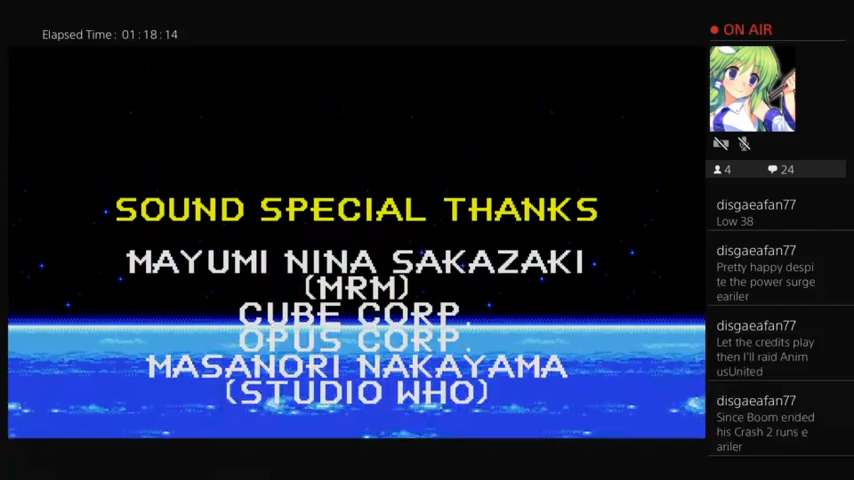 Elapsed Time: 01:18:14
ON AIR
SOUND SPECIAL THANKS
MAYUMI NINA SAKAZAKI
(MRM)
CUBE CORP.
OPUS CORP.
MASANORI NAKAYAMA
(STUDIO WHO)
4 24
disgaeafan77
Low 38
disgaeafan77
Pretty happy despi
te the power surge
eariler
disgaeafan77
Let the credits play
then I'll raid Anim
usUnited
disgaeafan77
Since Boom ended
his Crash 2 runs e
ariler